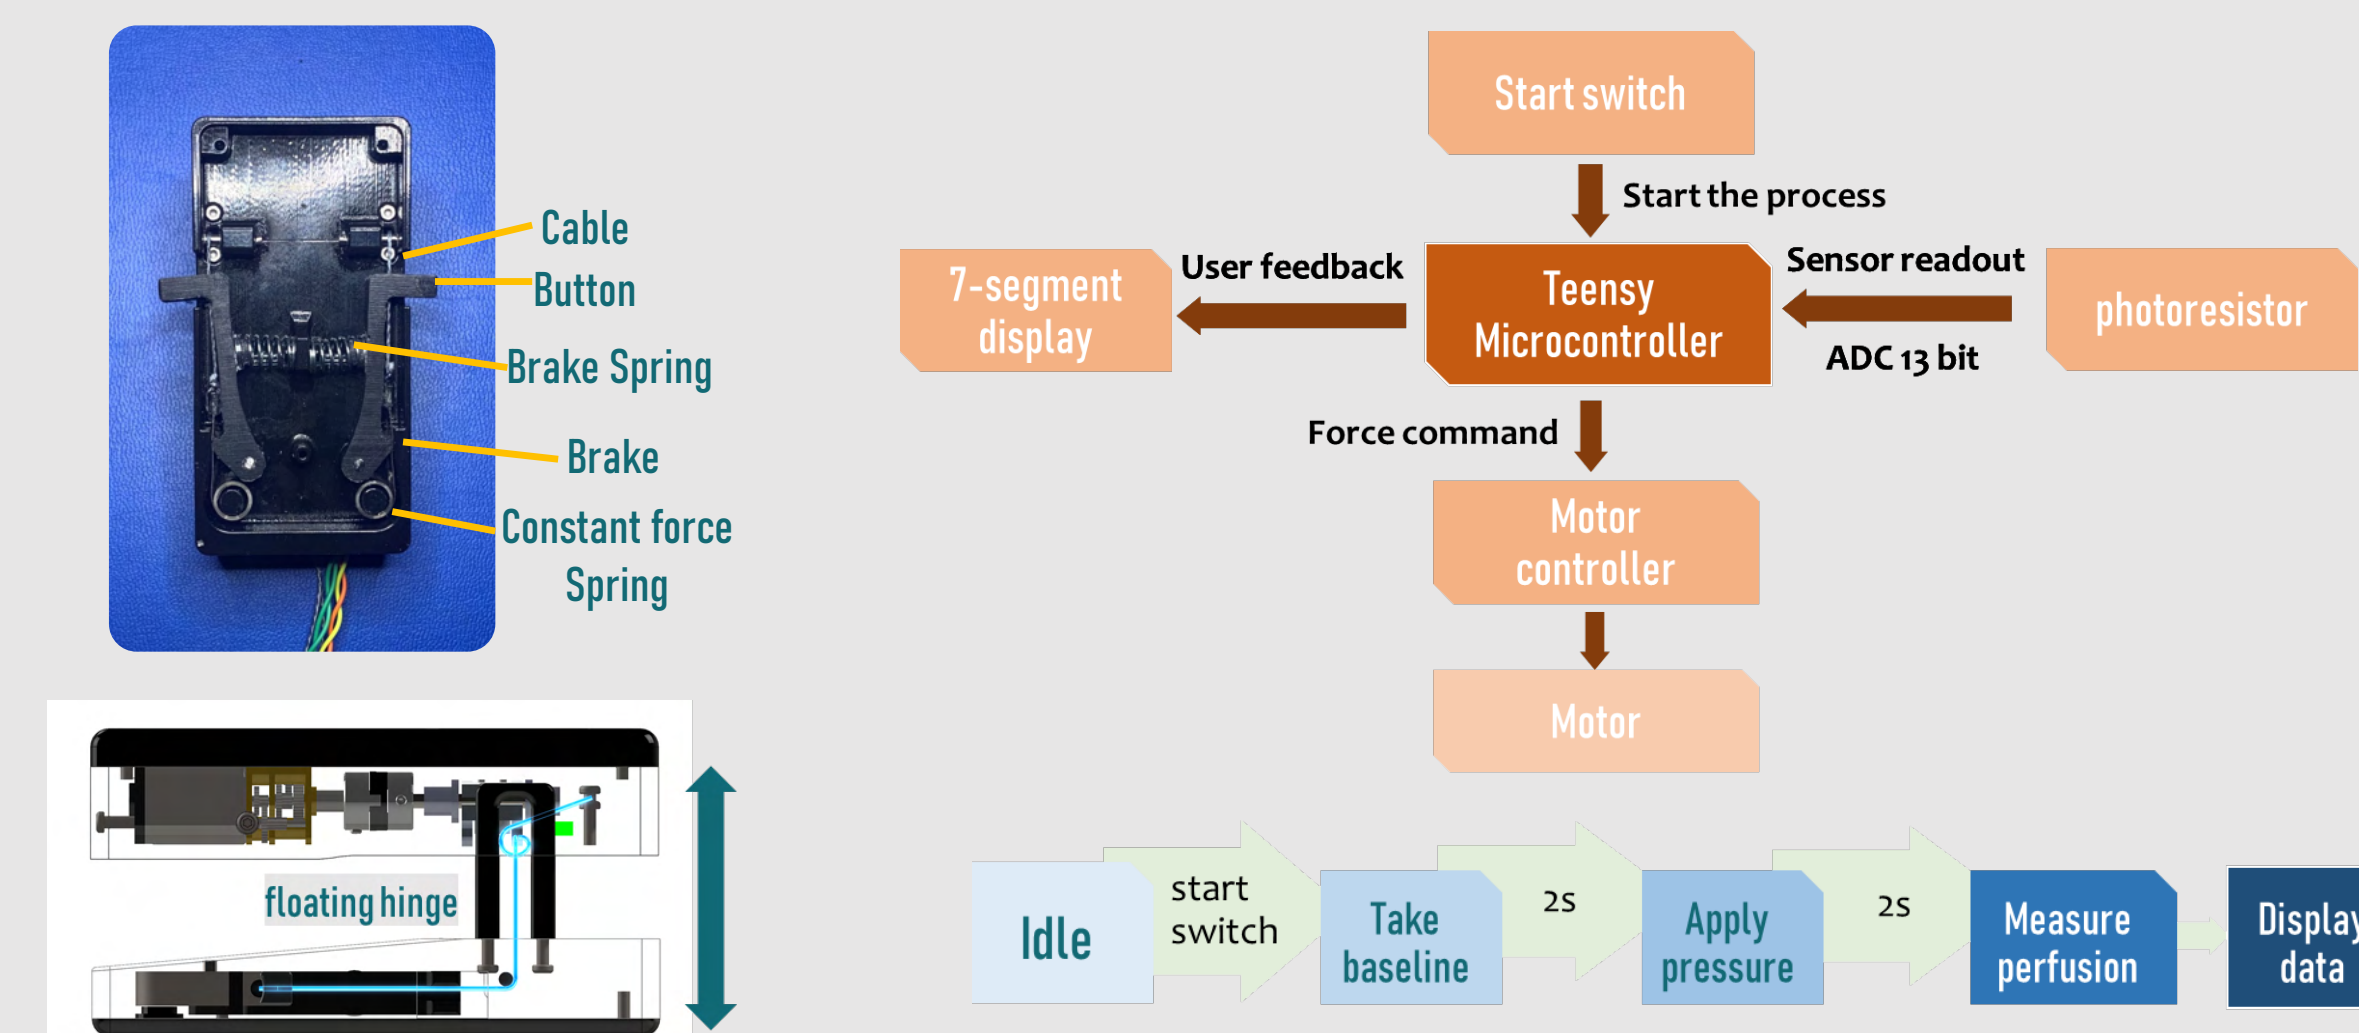 Cable
Button
Brake Spring
Brake
Constant force
Spring
floating hinge
Start switch
Start the process
7-segment
display
User feedback
Teensy
Microcontroller
Sensor readout
ADC 13 bit
photoresistor
Force command
Motor
controller
Motor
Idle
start
switch
Take
baseline
2s
Apply
pressure
2s
Measure
perfusion
Display
data